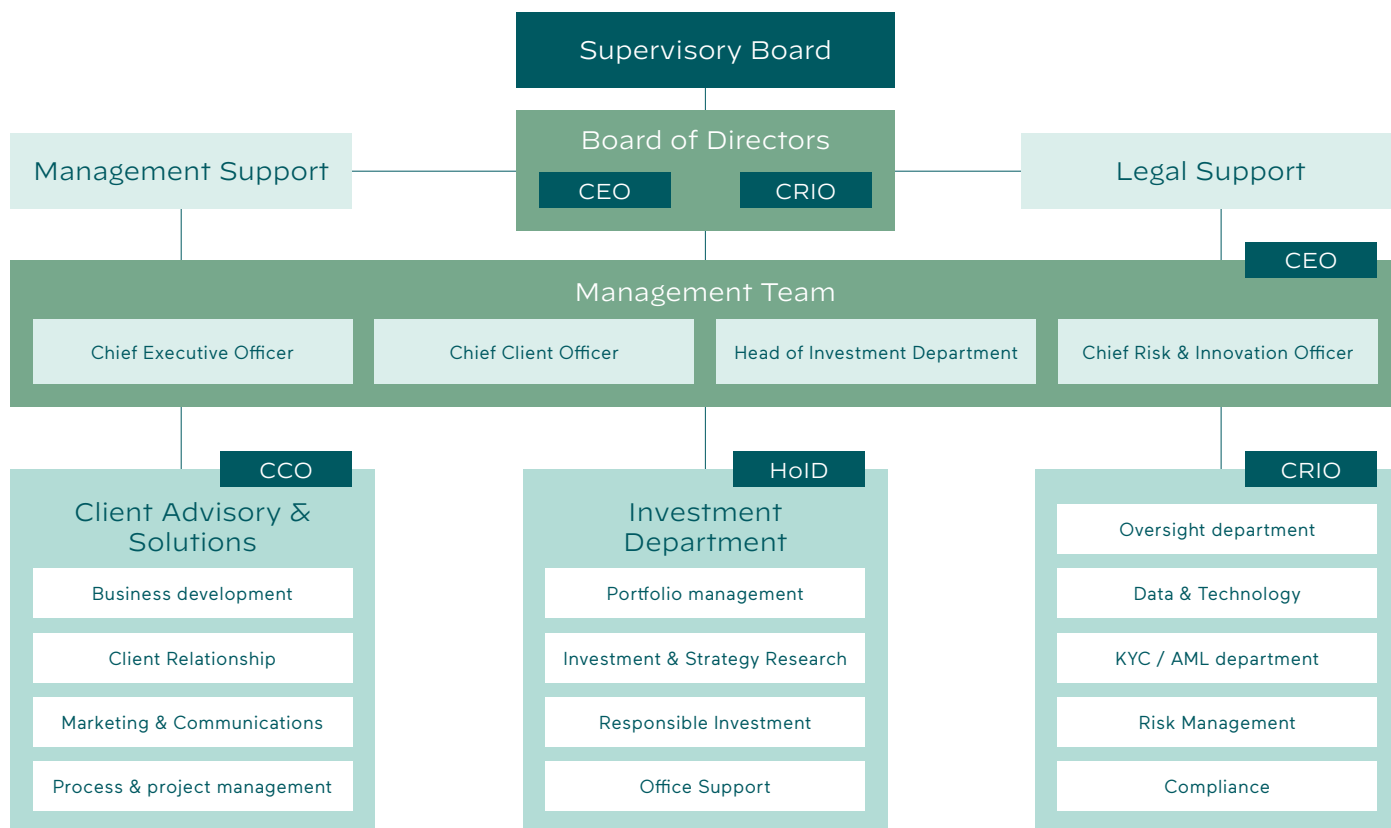 Supervisory Board
Board of Directors
CEO
CRIO
Management Support
Legal Support
CEO
Management Team
Chief Executive Officer
Chief Client Officer
Head of Investment Department
Chief Risk & Innovation Officer
CCO
Client Advisory &
Solutions
Business development
Client Relationship
Marketing & Communications
Process & project management
HoID
Investment
Department
Portfolio management
Investment & Strategy Research
Responsible Investment
Office Support
CRIO
Oversight department
Data & Technology
KYC / AML department
Risk Management
Compliance